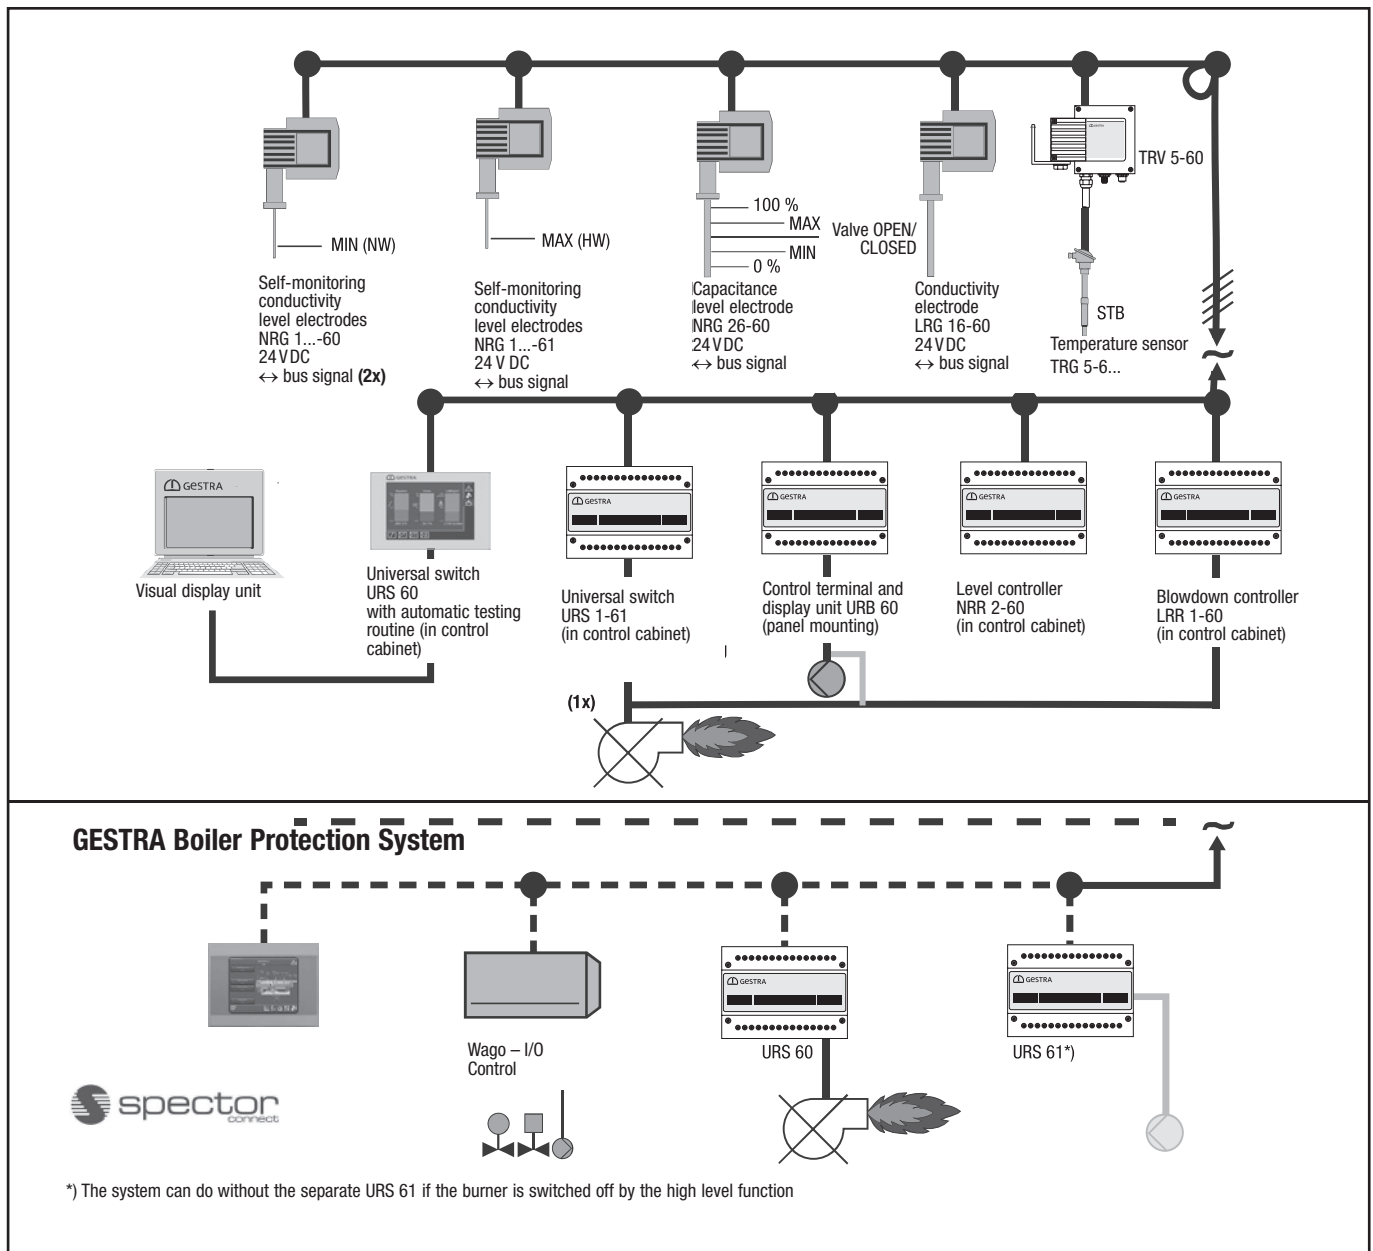 TRV 5-60
100 %
MAX
Valve OPEN/
CLOSED
MIN
0 %
MIN (NW)
MAX (HW)
STB
Self-monitoring
conductivity
level electrodes
NRG 1...-60
24 V DC
↔ bus signal (2x)
Self-monitoring
conductivity
level electrodes
NRG 1...-61
24 V DC
↔ bus signal
Capacitance
level electrode
NRG 26-60
24 V DC
↔ bus signal
Conductivity
electrode
LRG 16-60
24 V DC
↔ bus signal
Temperature sensor
TRG 5-6...
GESTRA
GESTRA
GESTRA
GESTRA
GESTRA
GESTRA
Visual display unit
Universal switch
URS 60
with automatic testing
routine (in control
cabinet)
Universal switch
URS 1-61
(in control cabinet)
Control terminal and
display unit URB 60
(panel mounting)
Level controller
NRR 2-60
(in control cabinet)
Blowdown controller
LRR 1-60
(in control cabinet)
(1x)
GESTRA Boiler Protection System
GESTRA
GESTRA
Wago – I/O
Control
URS 60
URS 61*)
spector
connect
*) The system can do without the separate URS 61 if the burner is switched off by the high level function